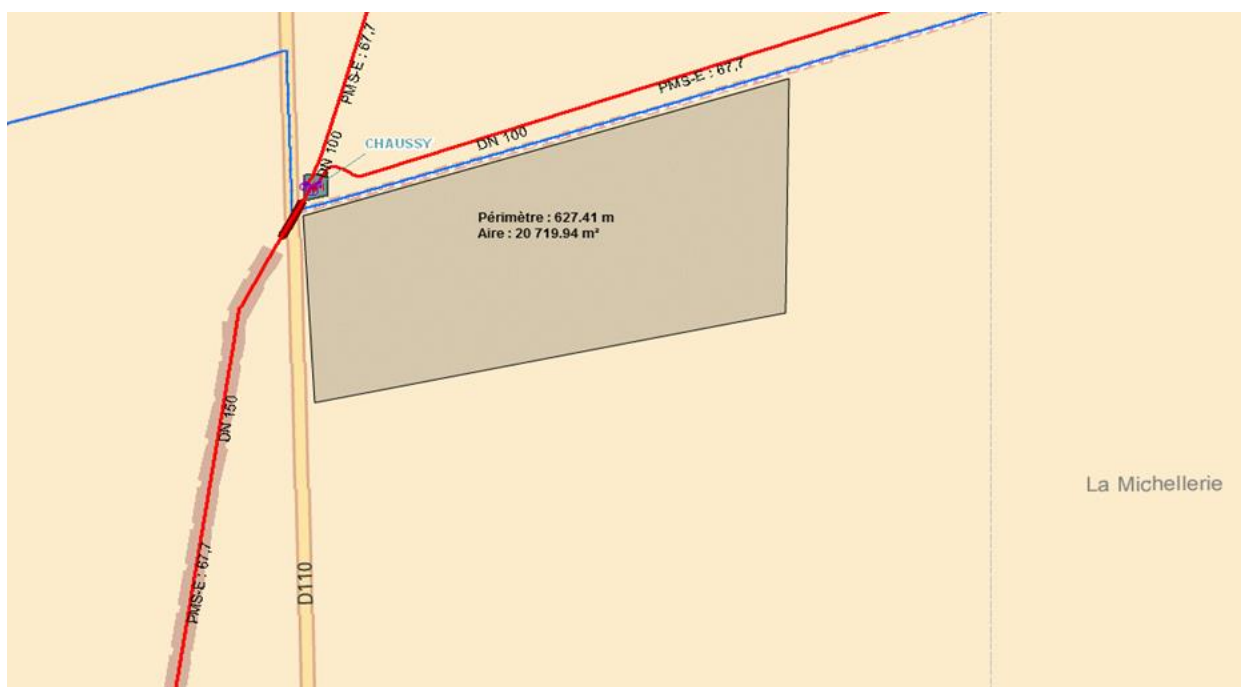 PMS-E : 67,7
DN 100
CHAUSSY
PMS-E : 67,7
DN 100
Périmètre : 627.41 m
Aire : 20 719.94 m²
DN 150
La Michellerie
PMS-E : 67,7
D110